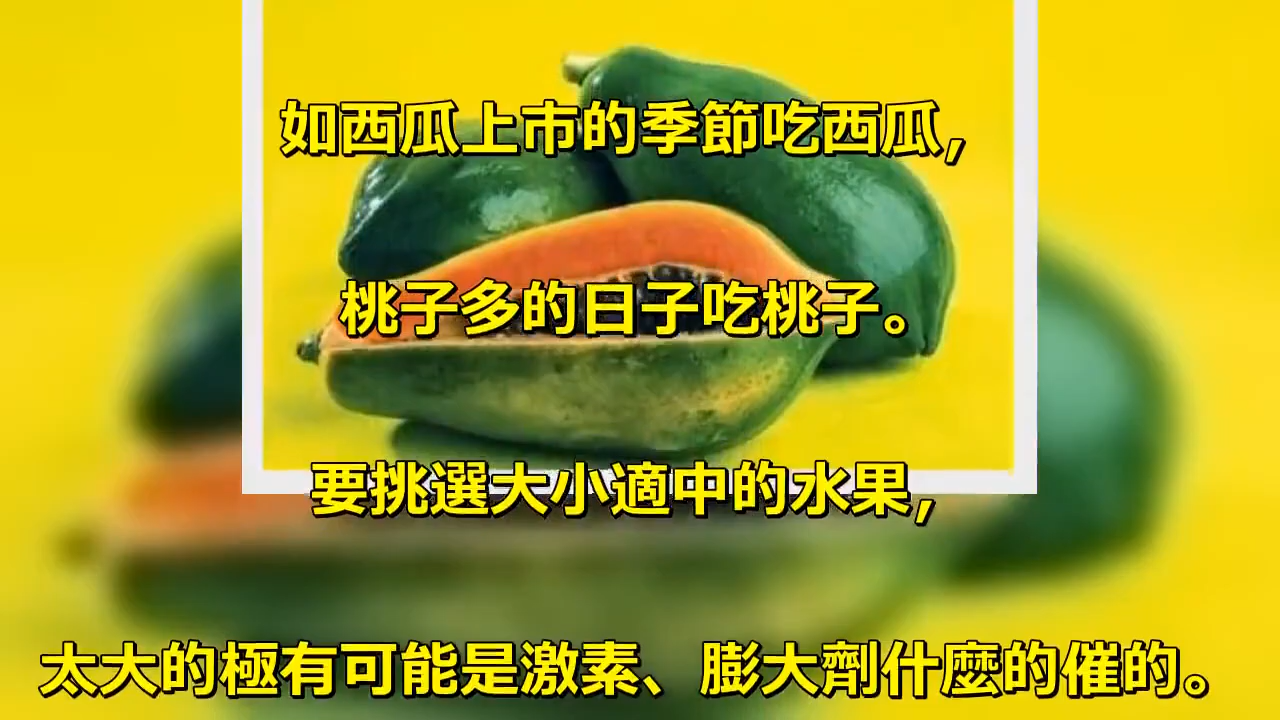 如西瓜上市的季節吃西瓜,
桃子多的日子吃桃子。
要挑選大小適中的水果,
太大的極有可能是激素、膨大劑什麼的催的。